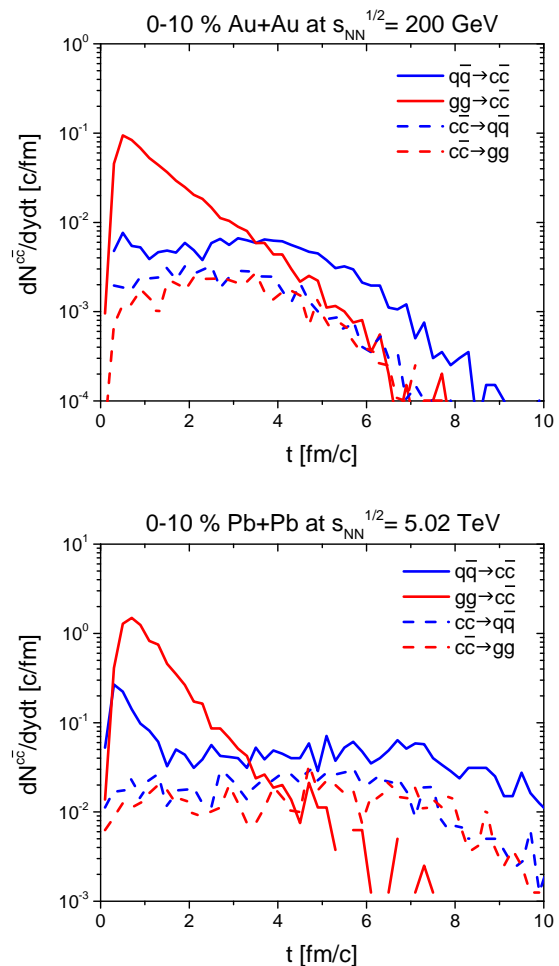 0-10 % Au+Au at s_NN^1/2 = 200 GeV
dN^cc̄/dydt [c/fm]
10^0
10^-1
10^-2
10^-3
10^-4
qq̄→cc̄
gg→cc̄
cc̄→qq̄
cc̄→gg
0 2 4 6 8 10
t [fm/c]
0-10 % Pb+Pb at s_NN^1/2 = 5.02 TeV
dN^cc̄/dydt [c/fm]
10^1
10^0
10^-1
10^-2
10^-3
qq̄→cc̄
gg→cc̄
cc̄→qq̄
cc̄→gg
0 2 4 6 8 10
t [fm/c]